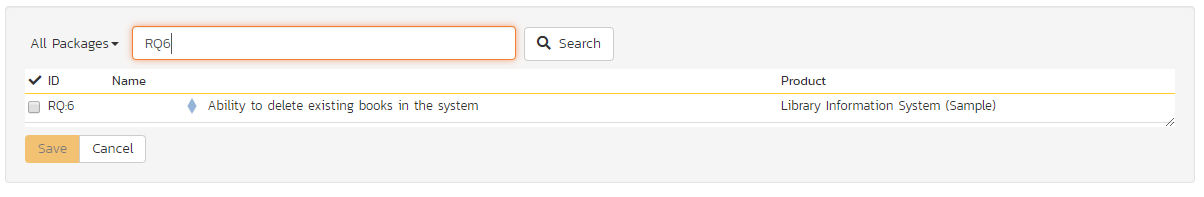 All Packages RQ6 Search
ID Name Product
RQ:6 Ability to delete existing books in the system Library Information System (Sample)
Save Cancel